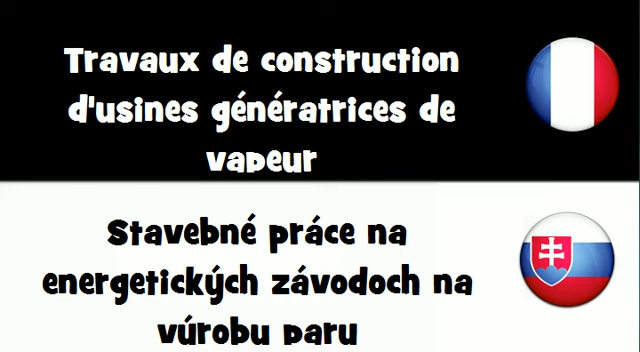 Travaux de construction
d'usines génératrices de
vapeur
Stavebné práce na
energetických závodoch na
výrobu paru